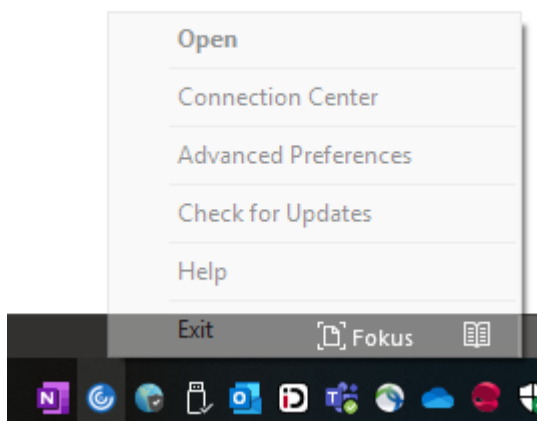 Open
Connection Center
Advanced Preferences
Check for Updates
Help
Exit
Fokus